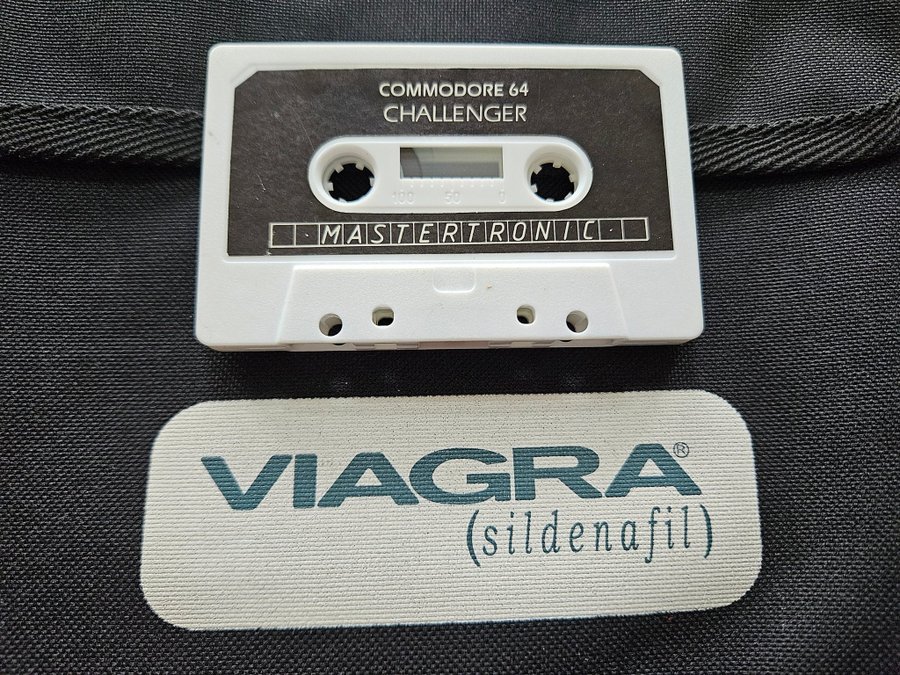 COMMODORE 64
CHALLENGER
100 50 0
MASTERTRONIC
VIAGRA®
(sildenafil)